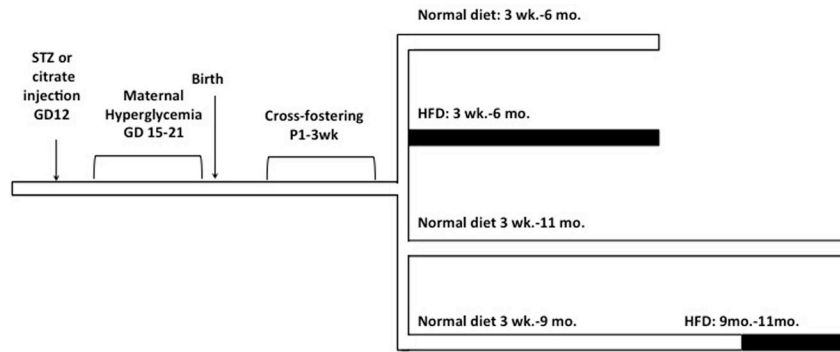 Normal diet: 3 wk.-6 mo.
STZ or
citrate
injection
GD12
Maternal
Hyperglycemia
GD 15-21
Birth
Cross-fostering
P1-3wk
HFD: 3 wk.-6 mo.
Normal diet 3 wk.-11 mo.
Normal diet 3 wk.-9 mo.
HFD: 9mo.-11mo.